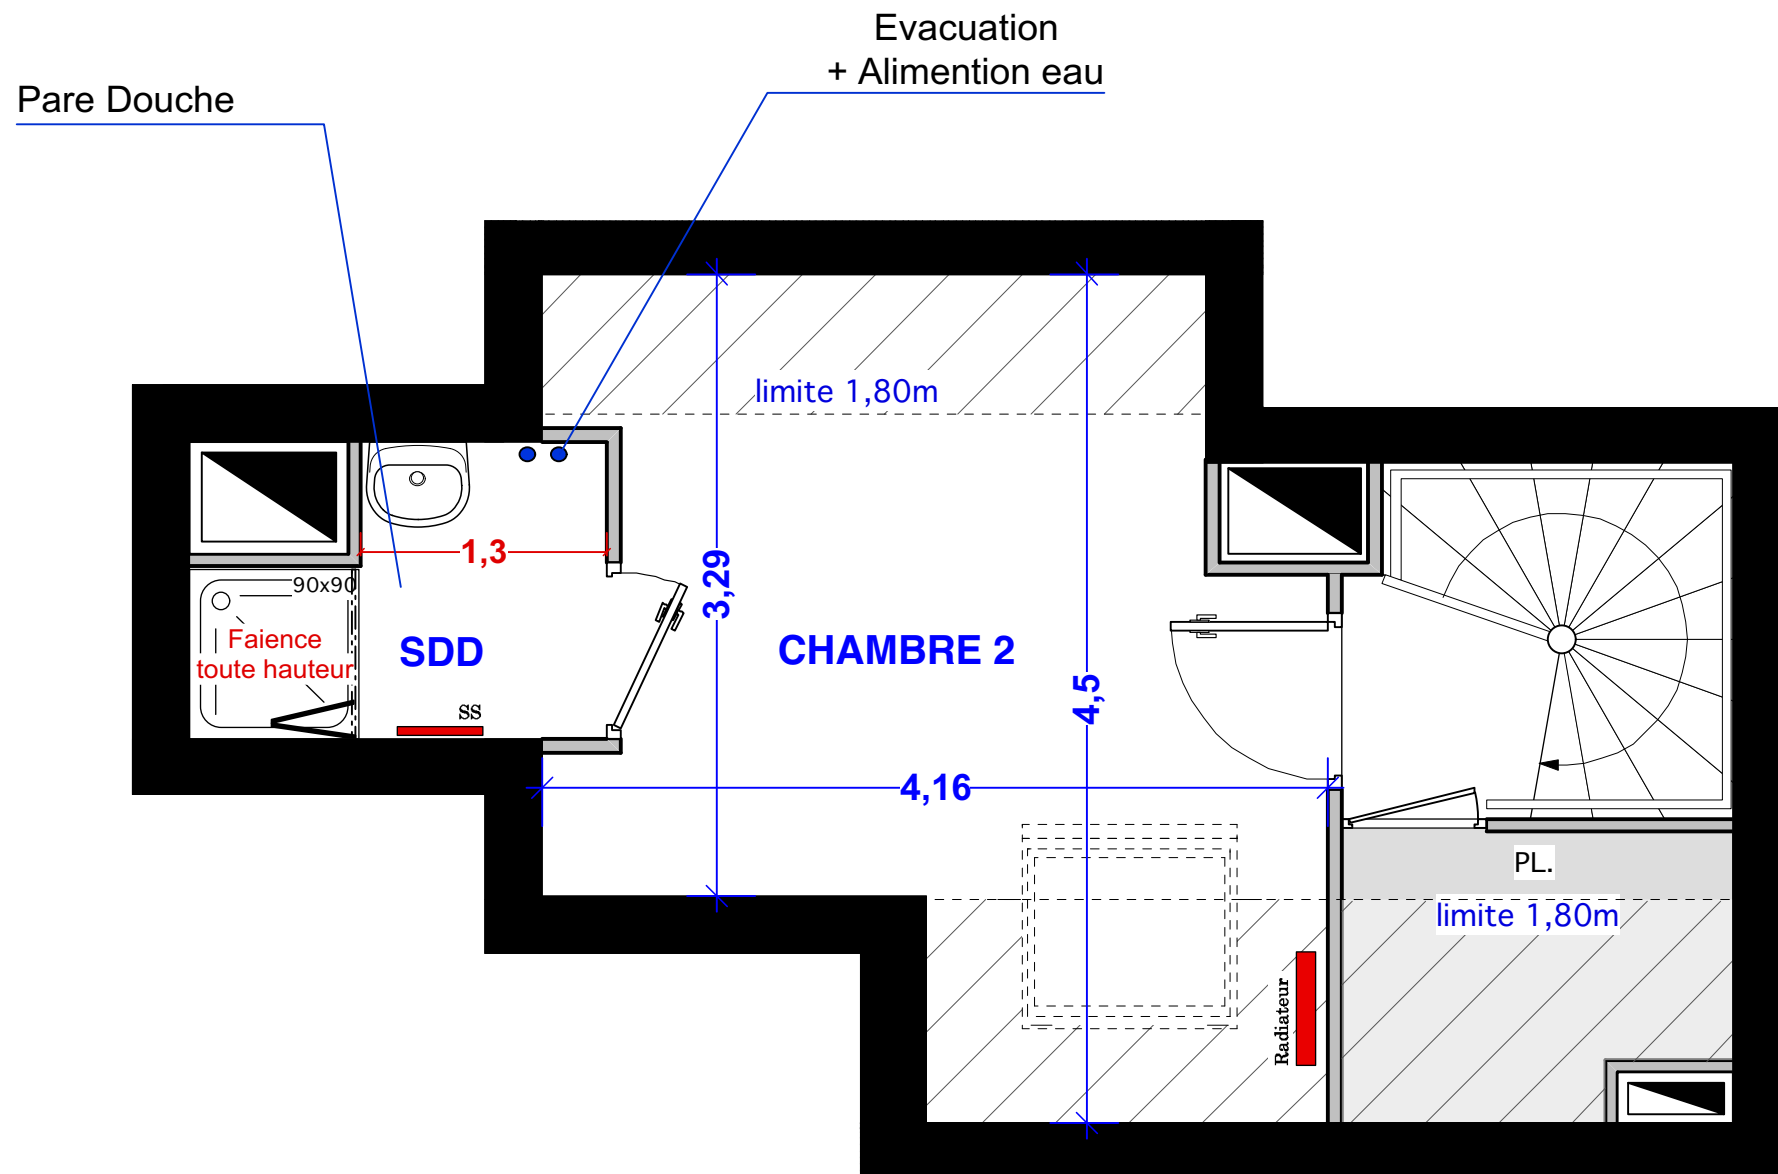 Evacuation
+ Alimention eau
Pare Douche
limite 1,80m
1,3
90x90
3,29
Faience
toute hauteur
SDD
CHAMBRE 2
4,5
SS
4,16
PL.
limite 1,80m
Radiateur